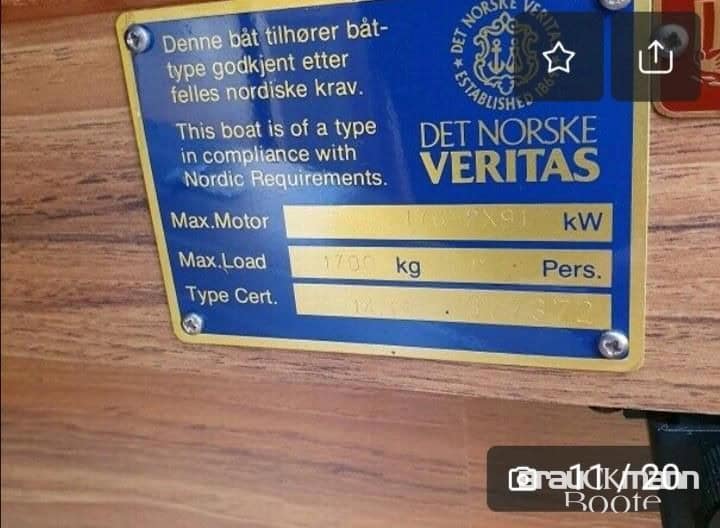 Denne båt tilhører båt-
type godkjent etter
felles nordiske krav.
This boat is of a type
in compliance with
Nordic Requirements.
DET NORSKE VERITAS
ESTABLISHED
DET NORSKE
VERITAS
Max.Motor kW
Max.Load 1700 kg Pers.
Type Cert.
11 / 20
rauckmann
Boote